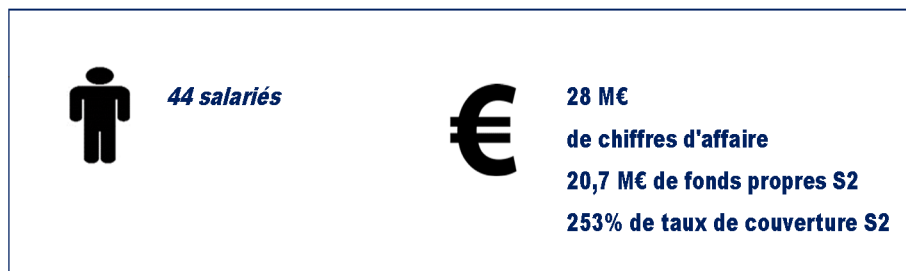 44 salariés
€
28 M€
de chiffres d'affaire
20,7 M€ de fonds propres S2
253% de taux de couverture S2